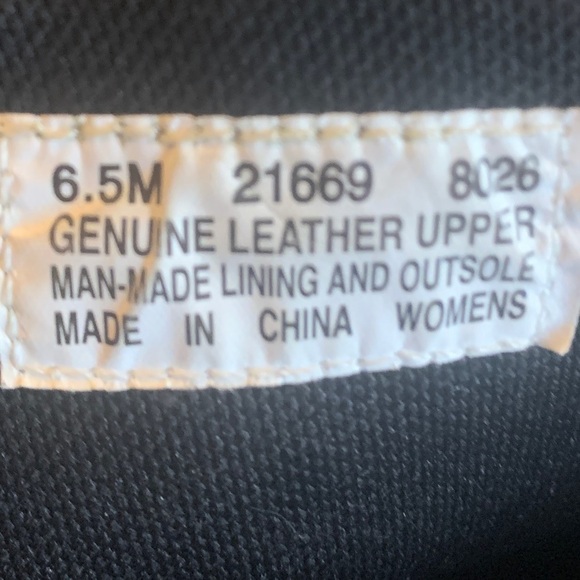 6.5M 21669 8026
GENUINE LEATHER UPPER
MAN-MADE LINING AND OUTSOLE
MADE IN CHINA WOMENS